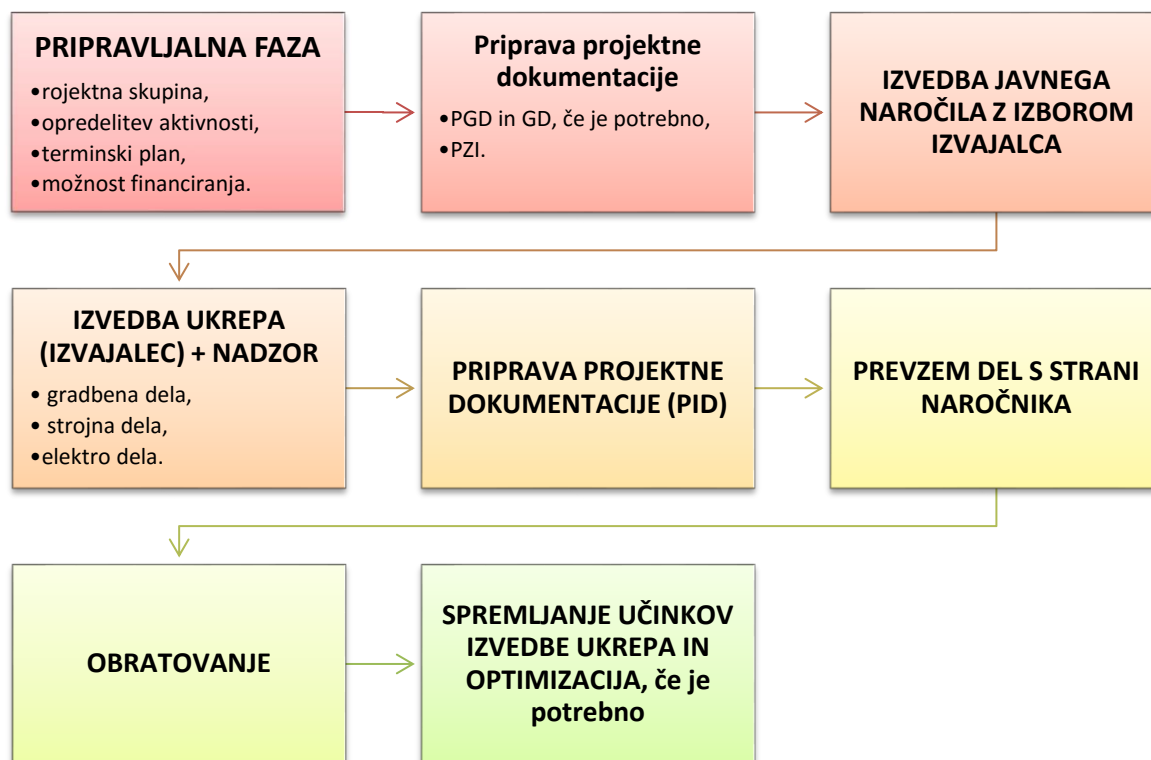 PRIPRAVLJALNA FAZA
•rojektna skupina,
•opredelitev aktivnosti,
•terminski plan,
•možnost financiranja.
Priprava projektne
dokumentacije
•PGD in GD, če je potrebno,
•PZI.
IZVEDBA JAVNEGA
NAROČILA Z IZBOROM
IZVAJALCA
IZVEDBA UKREPA
(IZVAJALEC) + NADZOR
• gradbena dela,
• strojna dela,
•elektro dela.
PRIPRAVA PROJEKTNE
DOKUMENTACIJE (PID)
PREVZEM DEL S STRANI
NAROČNIKA
OBRATOVANJE
SPREMLJANJE UČINKOV
IZVEDBE UKREPA IN
OPTIMIZACIJA, če je
potrebno